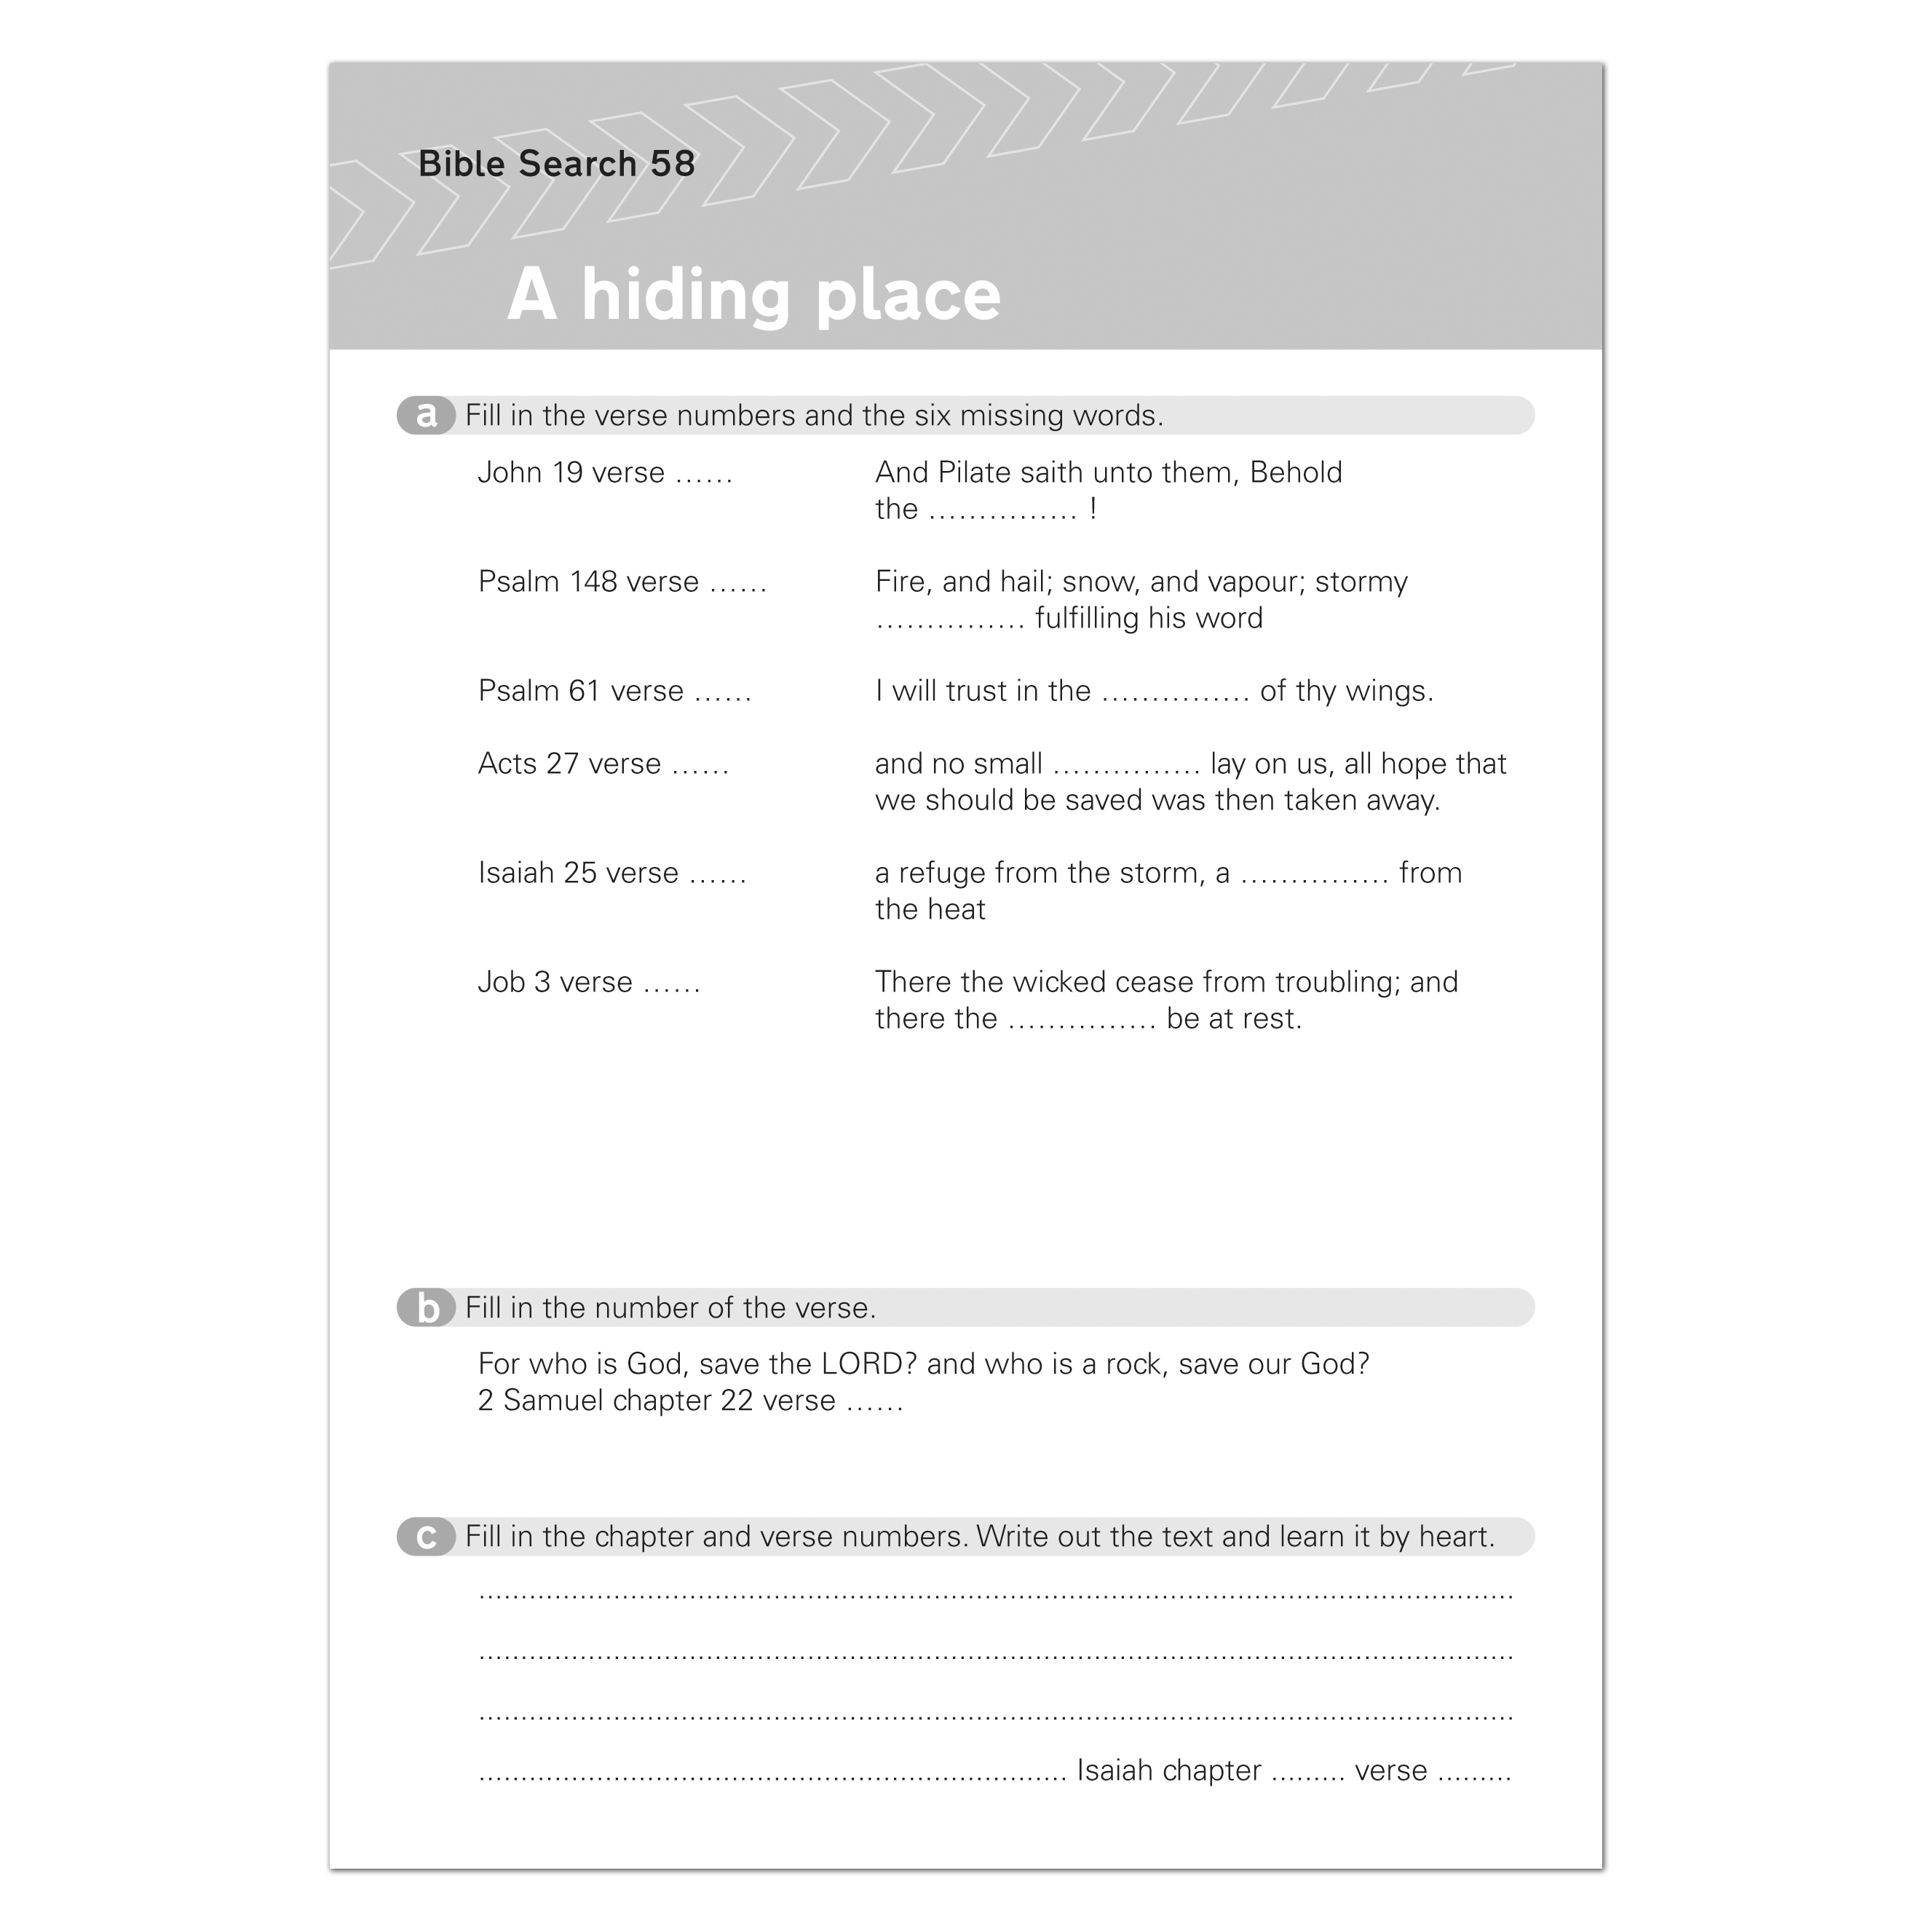 Bible Search 58
A hiding place
a Fill in the verse numbers and the six missing words.
John 19 verse ...... And Pilate saith unto them, Behold
the ............... !
Psalm 148 verse ...... Fire, and hail; snow, and vapour; stormy
............... fulfilling his word
Psalm 61 verse ...... I will trust in the ............... of thy wings.
Acts 27 verse ...... and no small ............... lay on us, all hope that
we should be saved was then taken away.
Isaiah 25 verse ...... a refuge from the storm, a ............... from
the heat
Job 3 verse ...... There the wicked cease from troubling; and
there the ............... be at rest.
b Fill in the number of the verse.
For who is God, save the LORD? and who is a rock, save our God?
2 Samuel chapter 22 verse ......
c Fill in the chapter and verse numbers. Write out the text and learn it by heart.
Isaiah chapter ......... verse .........